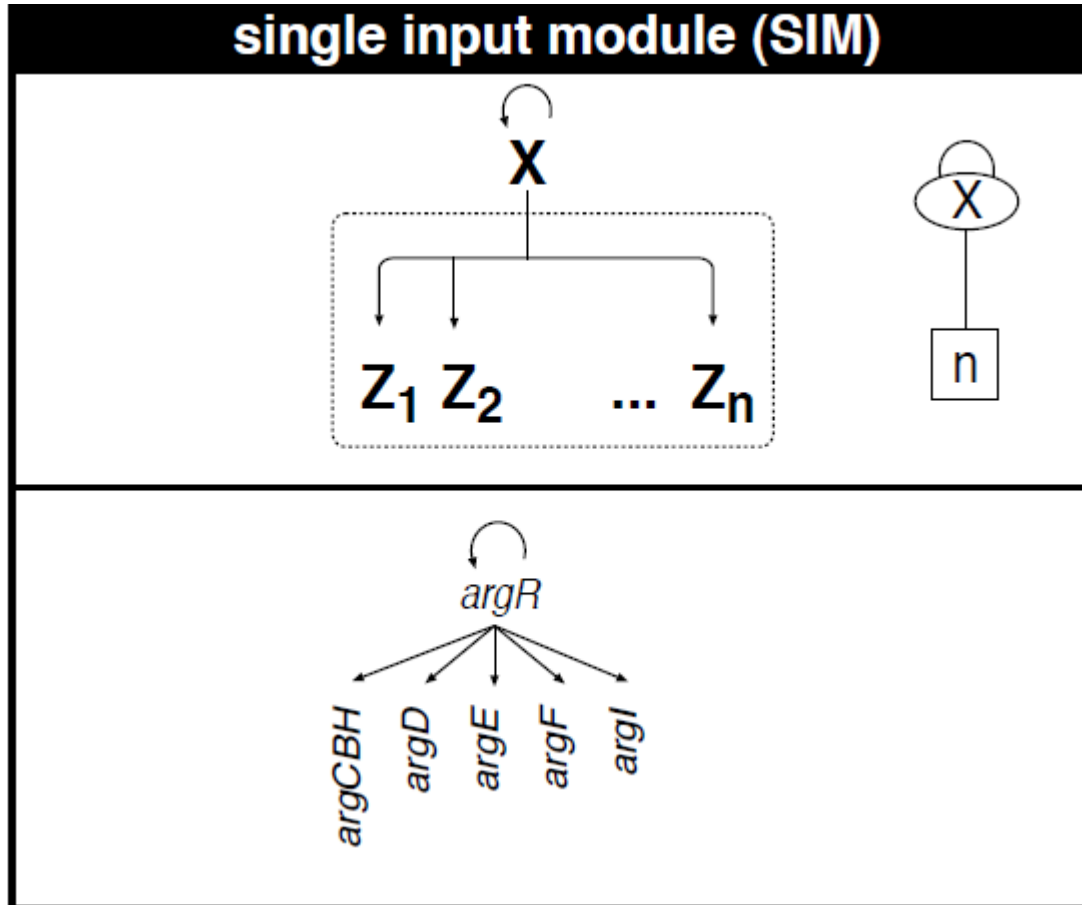 single input module (SIM)
X
X
Z1 Z2 ... Zn
n
argR
argCBH
argD
argE
argF
argI